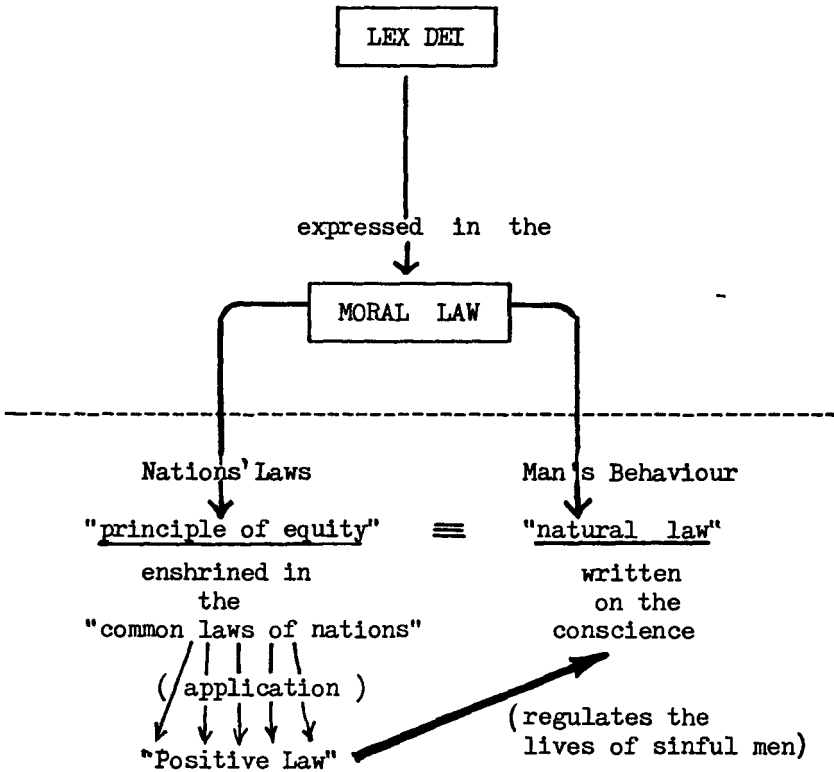 LEX DEI
expressed in the
MORAL LAW
Nations' Laws
Man's Behaviour
"principle of equity" ≡ "natural law"
enshrined in
the
"common laws of nations"
written
on the
conscience
( application )
"Positive Law"
(regulates the
lives of sinful men)